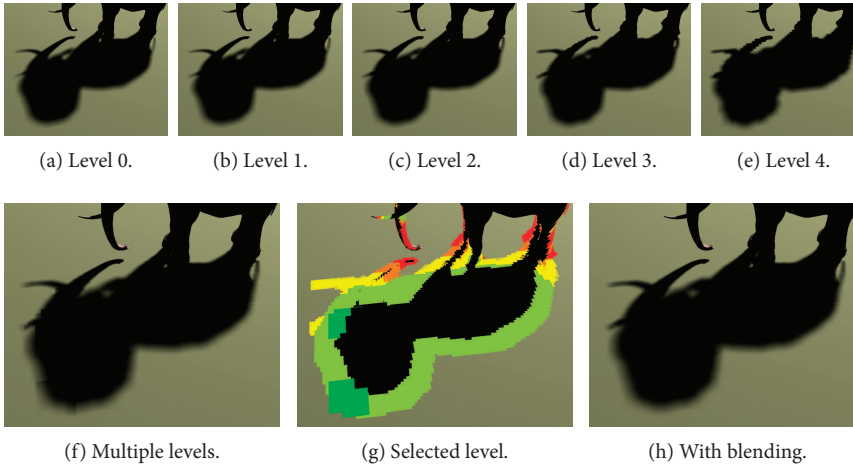 (a) Level 0.
(b) Level 1.
(c) Level 2.
(d) Level 3.
(e) Level 4.
(f) Multiple levels.
(g) Selected level.
(h) With blending.